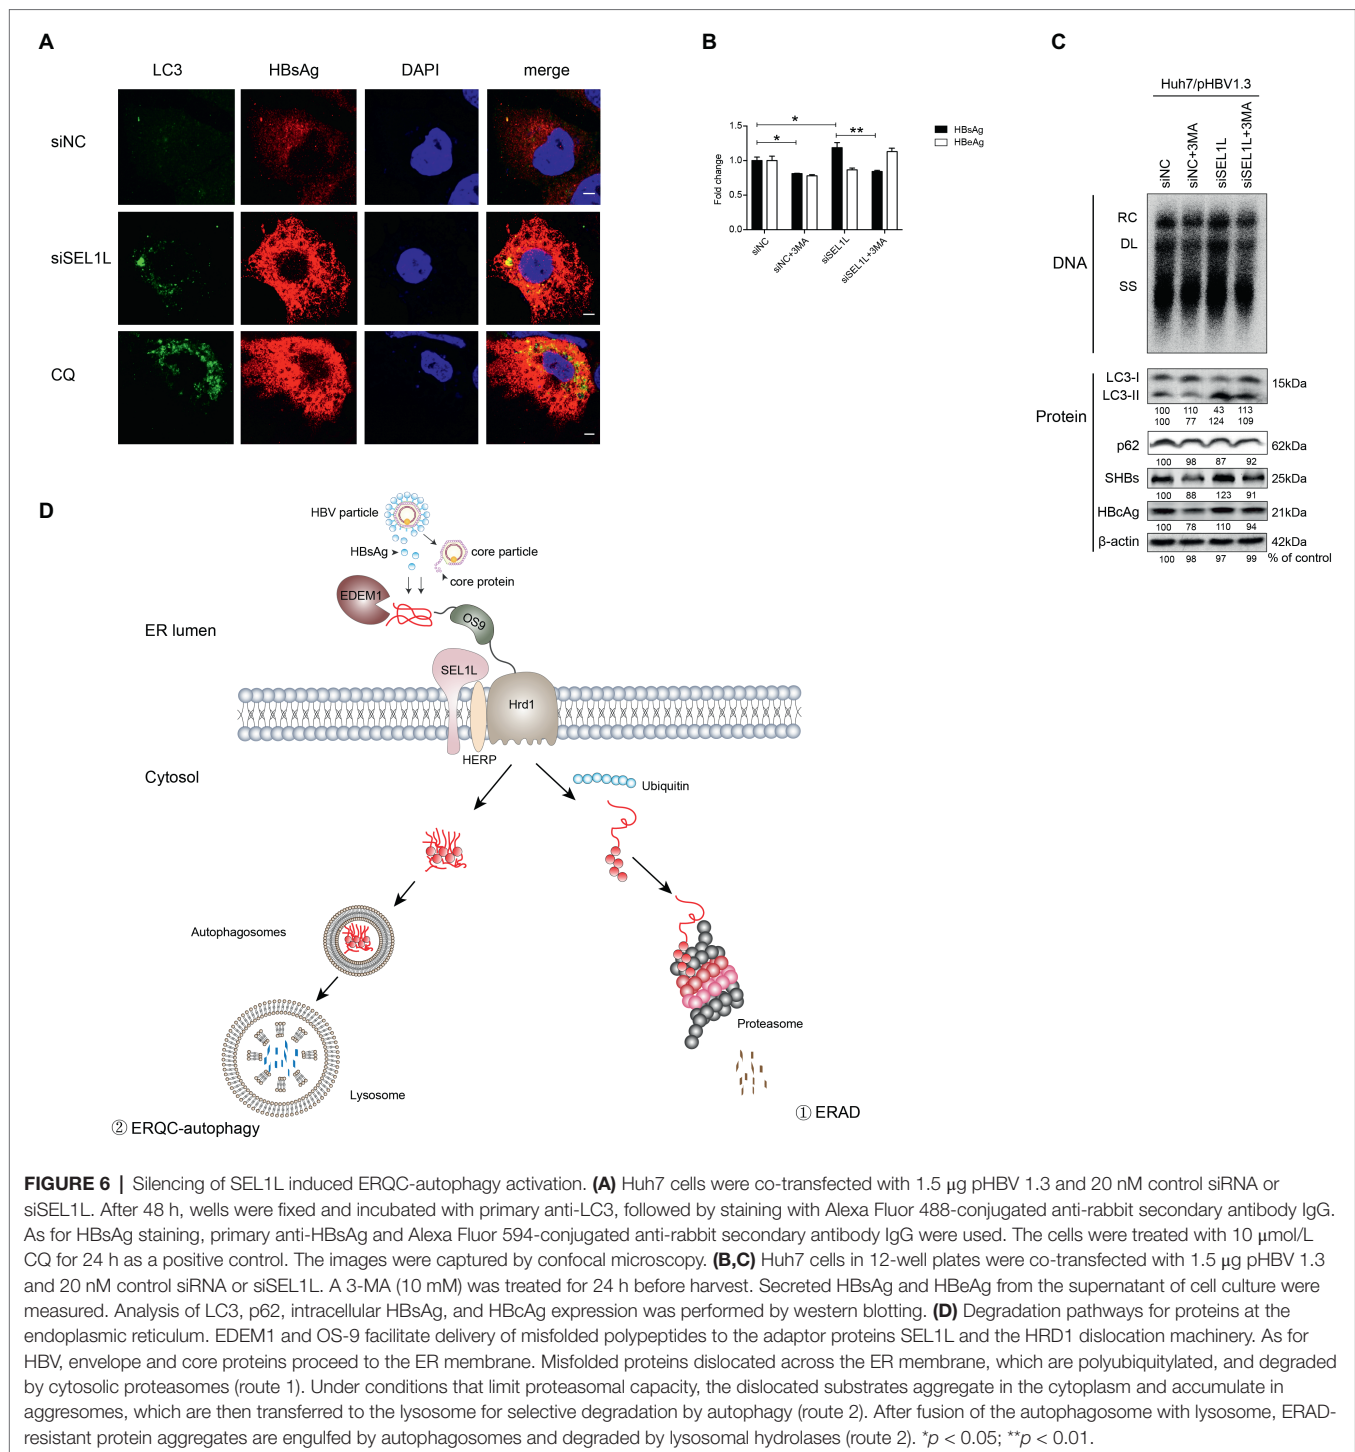 A
LC3
HBsAg
DAPI
merge
siNC
siSEL1L
CQ
B
*
*
**
HBsAg
HBeAg
Fold change
1.5
1.0
0.5
0.0
siNC
siNC+3MA
siSEL1L
siSEL1L+3MA
C
Huh7/pHBV1.3
siNC
siNC+3MA
siSEL1L
siSEL1L+3MA
DNA
RC
DL
SS
Protein
LC3-I
15kDa
LC3-II
100 110 43 113
100 77 124 109
p62
62kDa
100 98 87 92
SHBs
25kDa
100 88 123 91
HBcAg
21kDa
100 78 110 94
β-actin
42kDa
100 98 97 99
% of control
D
HBV particle
HBsAg
core particle
core protein
EDEM1
OS9
ER lumen
SEL1L
Hrd1
HERP
Cytosol
Ubiquitin
Autophagosomes
Proteasome
Lysosome
① ERAD
② ERQC-autophagy
FIGURE 6 | Silencing of SEL1L induced ERQC-autophagy activation. (A) Huh7 cells were co-transfected with 1.5 μg pHBV 1.3 and 20 nM control siRNA or
siSEL1L. After 48 h, wells were fixed and incubated with primary anti-LC3, followed by staining with Alexa Fluor 488-conjugated anti-rabbit secondary antibody IgG.
As for HBsAg staining, primary anti-HBsAg and Alexa Fluor 594-conjugated anti-rabbit secondary antibody IgG were used. The cells were treated with 10 μmol/L
CQ for 24 h as a positive control. The images were captured by confocal microscopy. (B,C) Huh7 cells in 12-well plates were co-transfected with 1.5 μg pHBV 1.3
and 20 nM control siRNA or siSEL1L. A 3-MA (10 mM) was treated for 24 h before harvest. Secreted HBsAg and HBeAg from the supernatant of cell culture were
measured. Analysis of LC3, p62, intracellular HBsAg, and HBcAg expression was performed by western blotting. (D) Degradation pathways for proteins at the
endoplasmic reticulum. EDEM1 and OS-9 facilitate delivery of misfolded polypeptides to the adaptor proteins SEL1L and the HRD1 dislocation machinery. As for
HBV, envelope and core proteins proceed to the ER membrane. Misfolded proteins dislocated across the ER membrane, which are polyubiquitylated, and degraded
by cytosolic proteasomes (route 1). Under conditions that limit proteasomal capacity, the dislocated substrates aggregate in the cytoplasm and accumulate in
aggresomes, which are then transferred to the lysosome for selective degradation by autophagy (route 2). After fusion of the autophagosome with lysosome, ERAD-
resistant protein aggregates are engulfed by autophagosomes and degraded by lysosomal hydrolases (route 2). *p < 0.05; **p < 0.01.